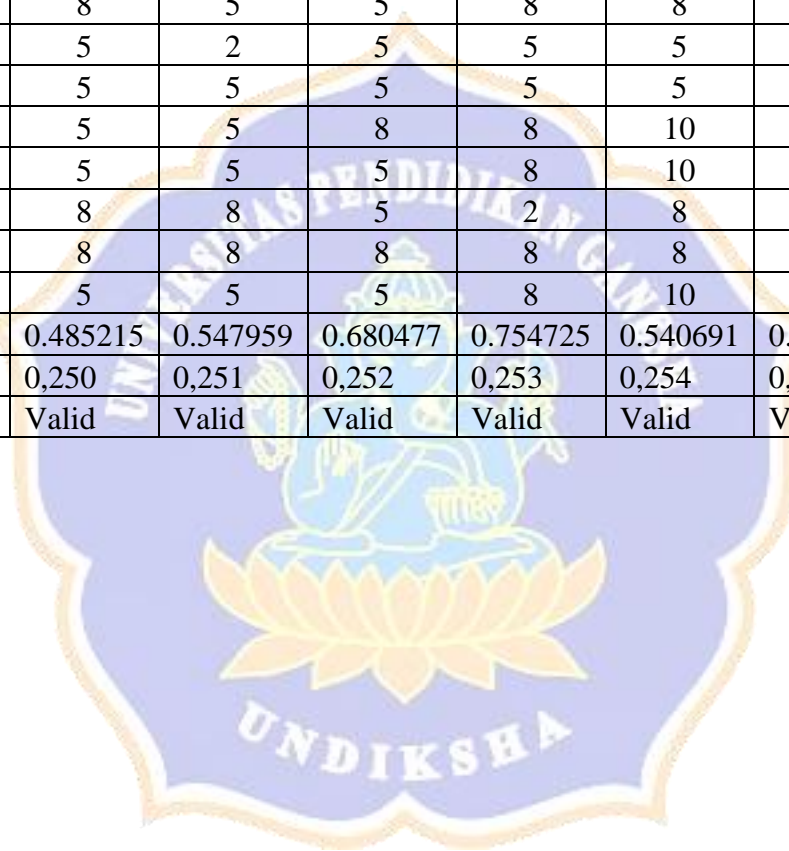 8 5 5 8 8
5 2 5 5 5
5 5 5 5 5
5 5 8 8 10
5 5 5 8 10
8 8 5 2 8
8 8 8 8 8
5 5 5 8 10
0.485215 0.547959 0.680477 0.754725 0.540691 0.
0,250 0,251 0,252 0,253 0,254 0,
Valid Valid Valid Valid Valid V
UNIVERSITAS PENDIDIKAN GANESHA
UNDIKSHA